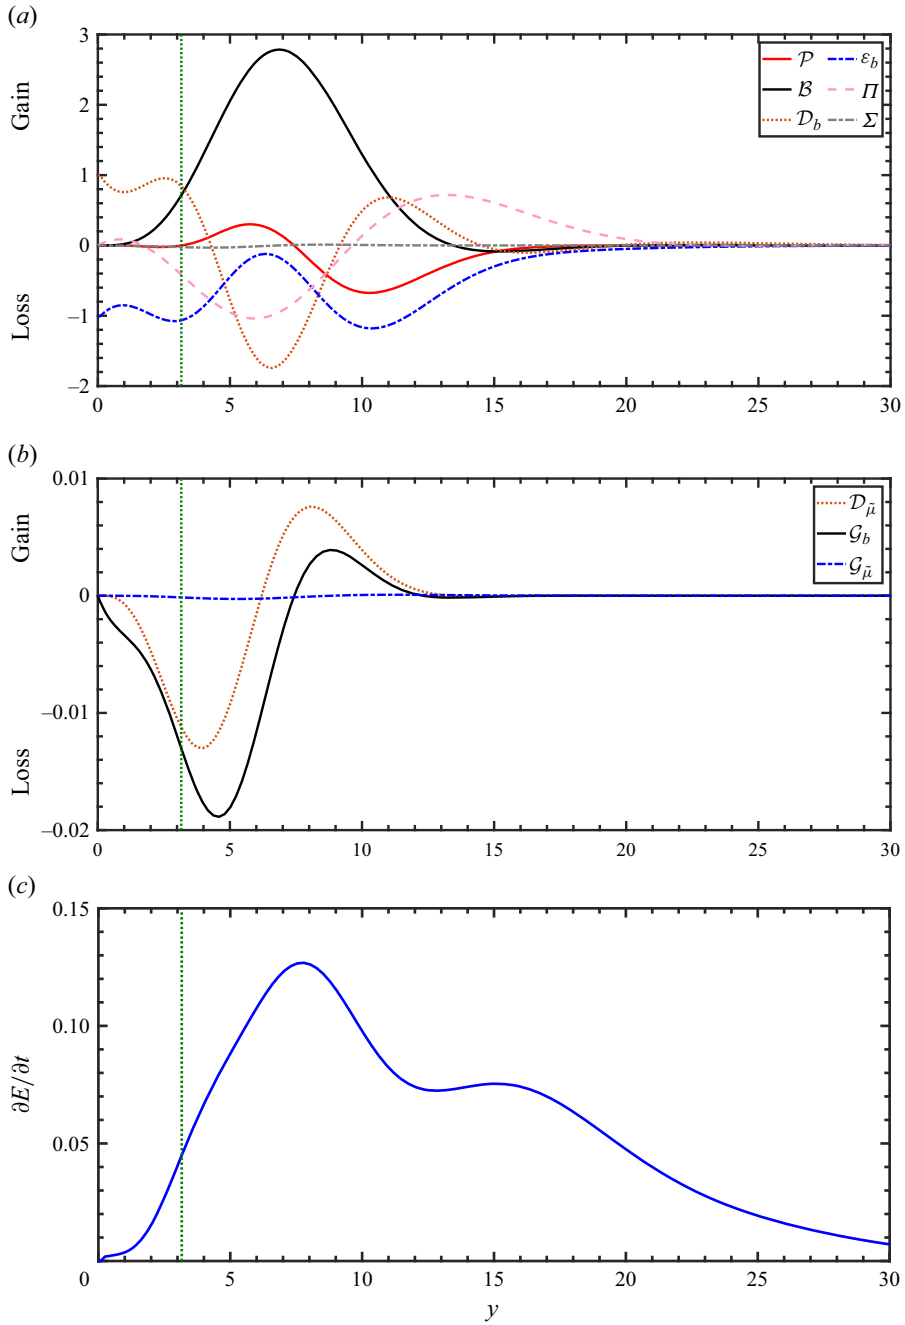 (a)
Gain
Loss
3
2
1
0
–1
–2
0 5 10 15 20 25 30
𝒫 ε_b
ℬ Π
𝒟_b Σ
(b)
Gain
Loss
0.01
0
–0.01
–0.02
0 5 10 15 20 25 30
𝒟_μ̃
𝒢_b
𝒢_μ̃
(c)
∂E/∂t
0.15
0.10
0.05
0
0 5 10 15 20 25 30
y